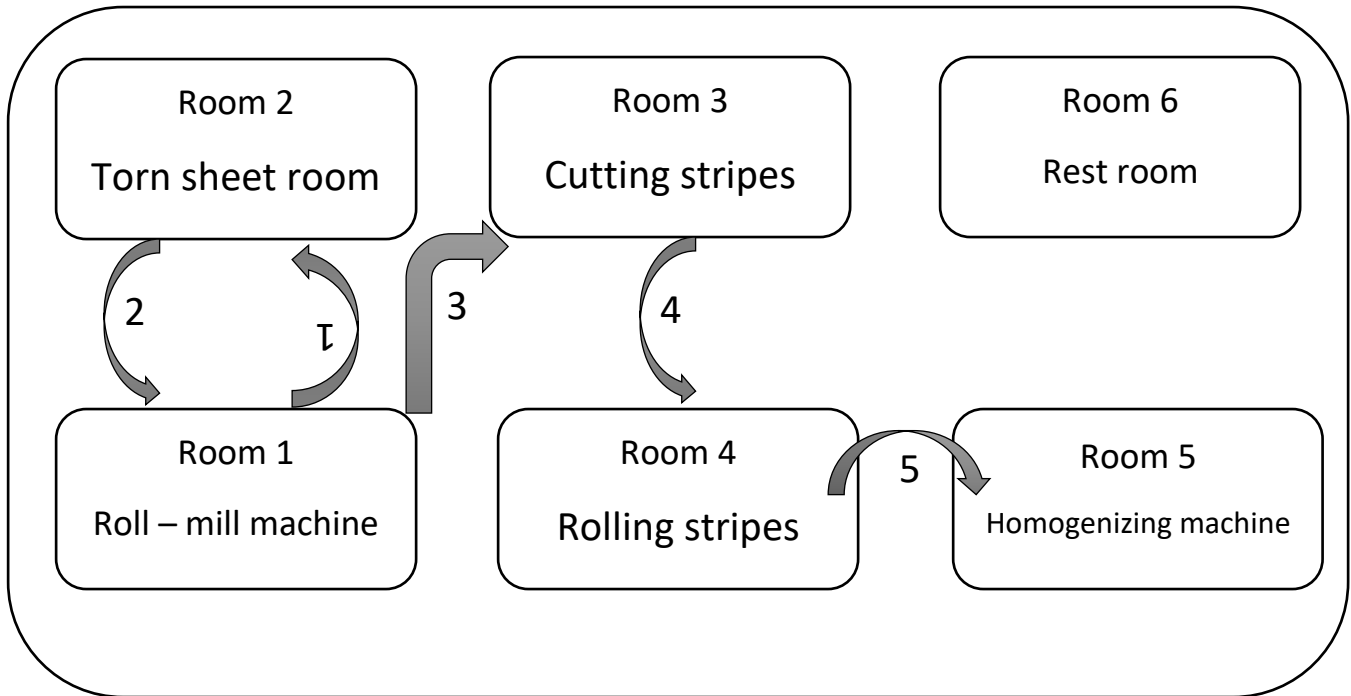 Room 2
Torn sheet room
Room 3
Cutting stripes
Room 6
Rest room
2
1
3
4
Room 1
Roll – mill machine
Room 4
Rolling stripes
5
Room 5
Homogenizing machine